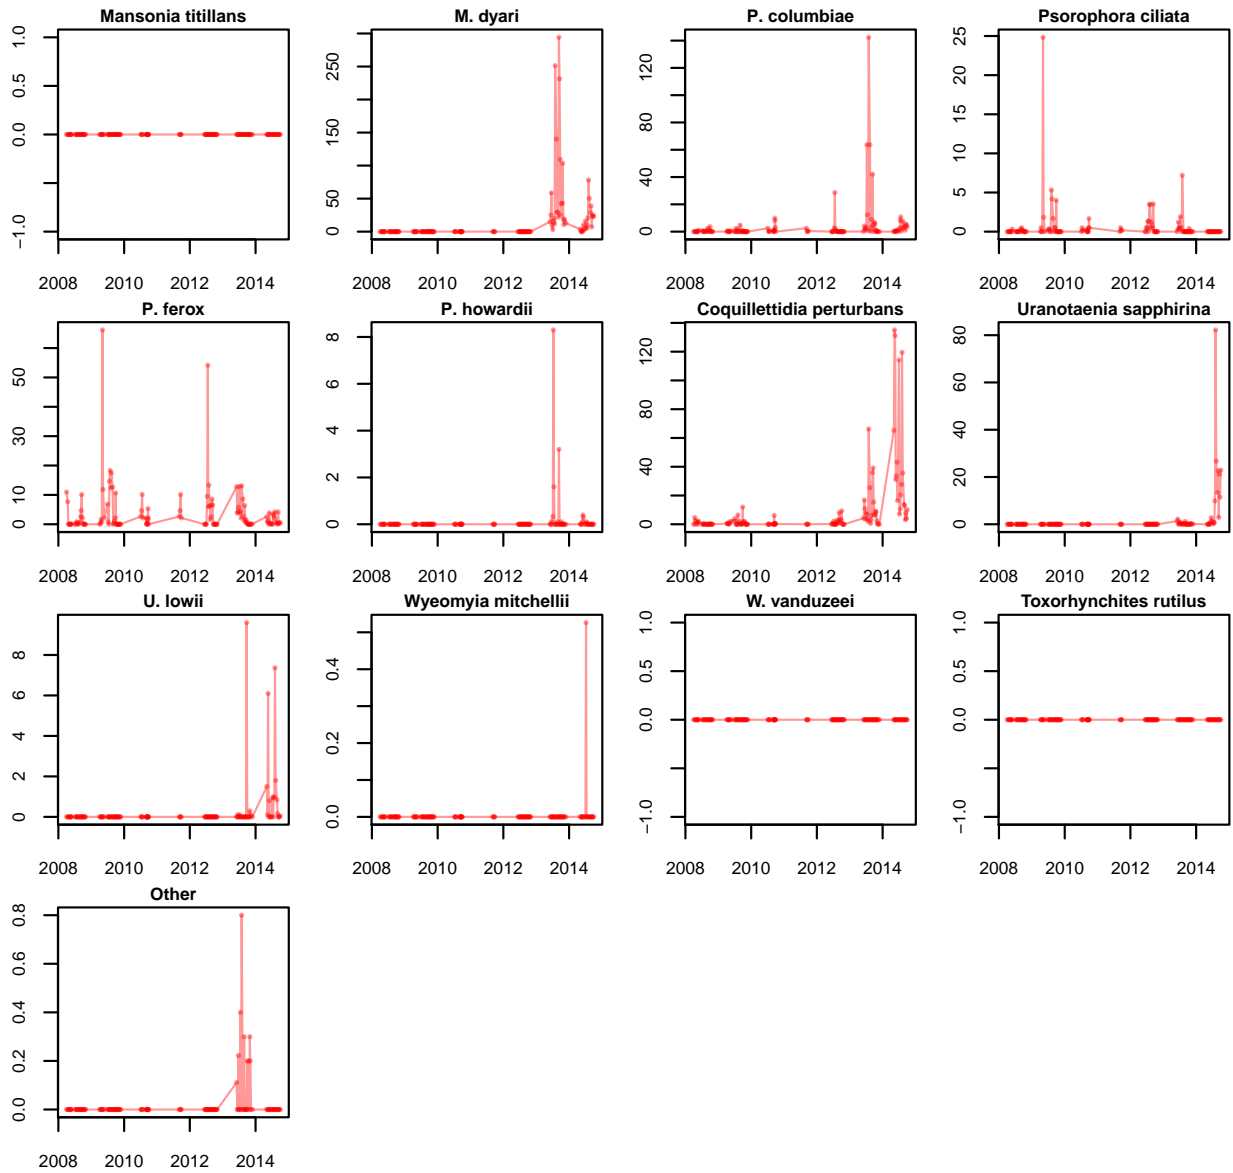 Mansonia titillans
M. dyari
P. columbiae
Psorophora ciliata
−1.0 0.0 0.5 1.0
0 50 150 250
0 40 80 120
0 5 10 15 20 25
2008 2010 2012 2014
2008 2010 2012 2014
2008 2010 2012 2014
2008 2010 2012 2014
P. ferox
P. howardii
Coquillettidia perturbans
Uranotaenia sapphirina
0 10 30 50
0 2 4 6 8
0 40 80 120
0 20 40 60 80
2008 2010 2012 2014
2008 2010 2012 2014
2008 2010 2012 2014
2008 2010 2012 2014
U. lowii
Wyeomyia mitchellii
W. vanduzeei
Toxorhynchites rutilus
0 2 4 6 8
0.0 0.2 0.4
−1.0 0.0 0.5 1.0
−1.0 0.0 0.5 1.0
2008 2010 2012 2014
2008 2010 2012 2014
2008 2010 2012 2014
2008 2010 2012 2014
Other
0.0 0.2 0.4 0.6 0.8
2008 2010 2012 2014